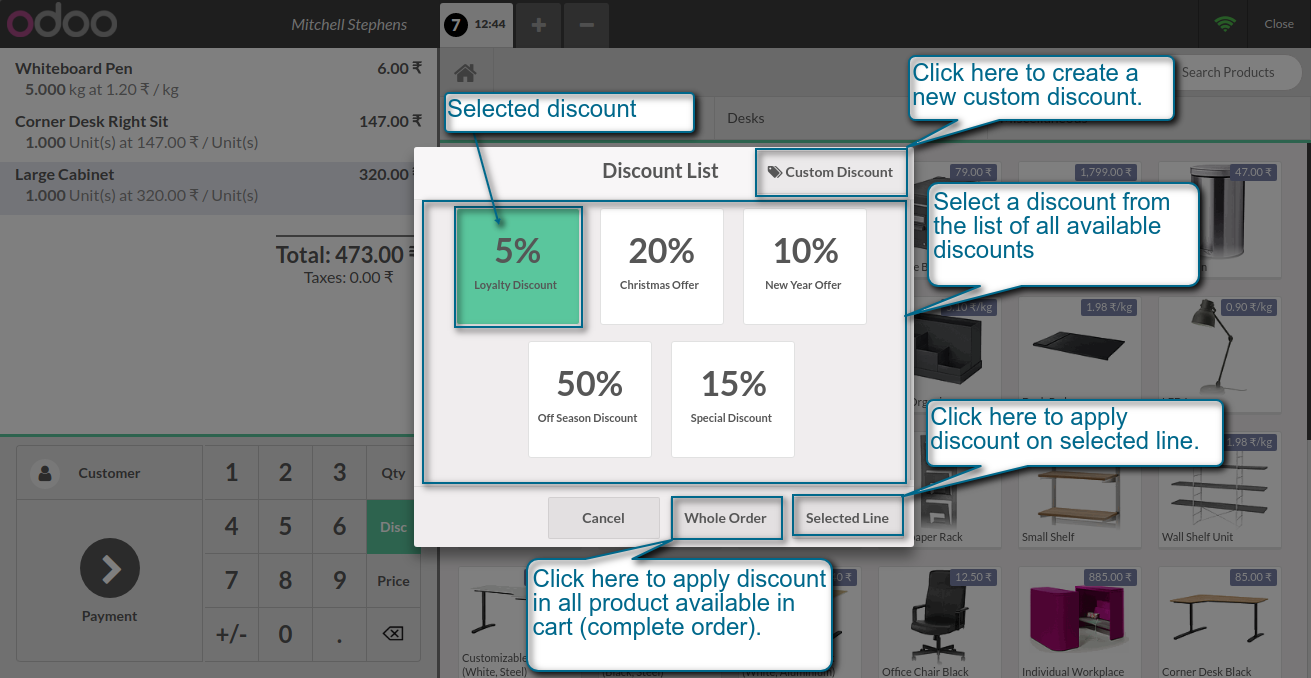 odoo
Mitchell Stephens
7 12:44
Close
Whiteboard Pen 6.00 ₹
5.000 kg at 1.20 ₹ / kg
Corner Desk Right Sit 147.00 ₹
1.000 Unit(s) at 147.00 ₹ / Unit(s)
Large Cabinet 320.00
1.000 Unit(s) at 320.00 ₹ / Unit(s)
Total: 473.00 ₹
Taxes: 0.00 ₹
Customer
1 2 3 Qty
4 5 6 Disc
7 8 9 Price
+/- 0 .
Payment
Search Products
Desks
Selected discount
Click here to create a
new custom discount.
Discount List
Custom Discount
5%
Loyalty Discount
20%
Christmas Offer
10%
New Year Offer
50%
Off Season Discount
15%
Special Discount
Select a discount from
the list of all available
discounts
Click here to apply
discount on selected line.
Cancel
Whole Order
Selected Line
Click here to apply discount
in all product available in
cart (complete order).
79.00 ₹
1,799.00 ₹
47.00 ₹
1.98 ₹/kg
0.90 ₹/kg
1.98 ₹/kg
Rack
Small Shelf
Wall Shelf Unit
Customizable
(White, Steel)
12.50 ₹
Office Chair Black
885.00 ₹
Individual Workplace
85.00 ₹
Corner Desk Black